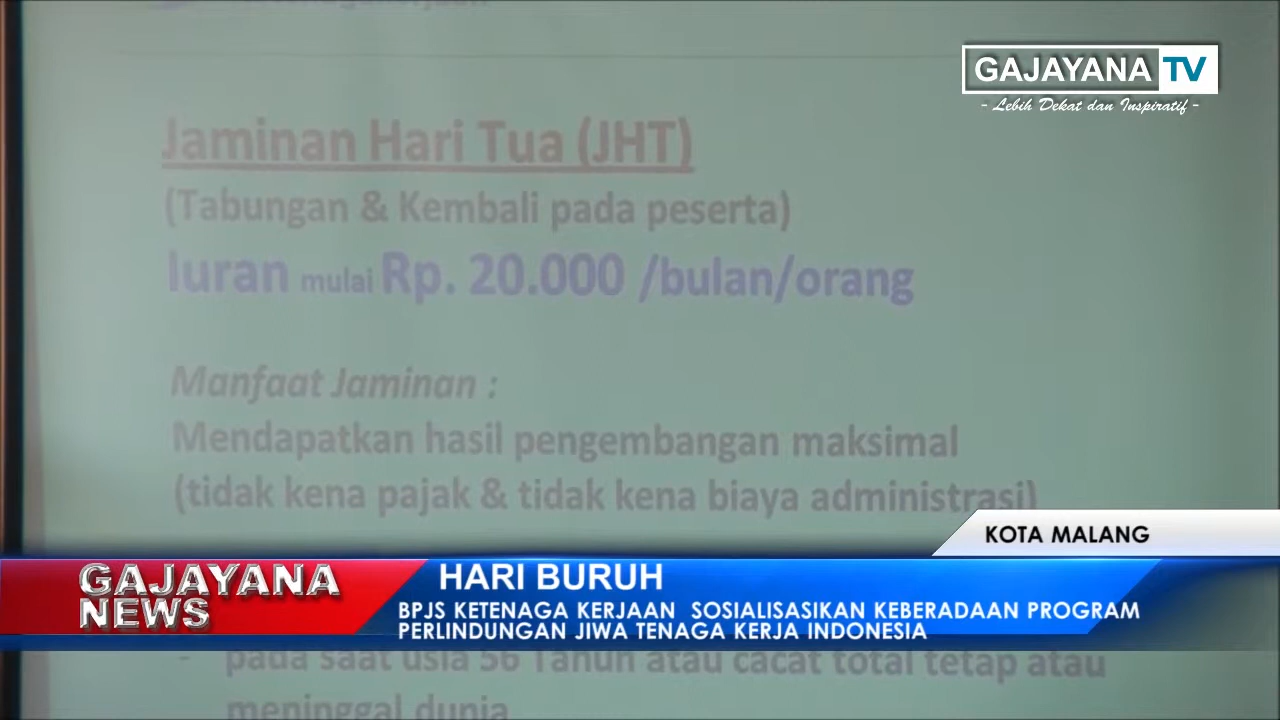 GAJAYANA TV
- Lebih Dekat dan Inspiratif -
Jaminan Hari Tua (JHT)
(Tabungan & Kembali pada peserta)
Iuran mulai Rp. 20.000 /bulan/orang
Manfaat Jaminan :
Mendapatkan hasil pengembangan maksimal
(tidak kena pajak & tidak kena biaya administrasi)
KOTA MALANG
GAJAYANA
NEWS
HARI BURUH
BPJS KETENAGA KERJAAN SOSIALISASIKAN KEBERADAAN PROGRAM
PERLINDUNGAN JIWA TENAGA KERJA INDONESIA
- pada saat usia 56 Tahun atau cacat total tetap atau
meninggal dunia